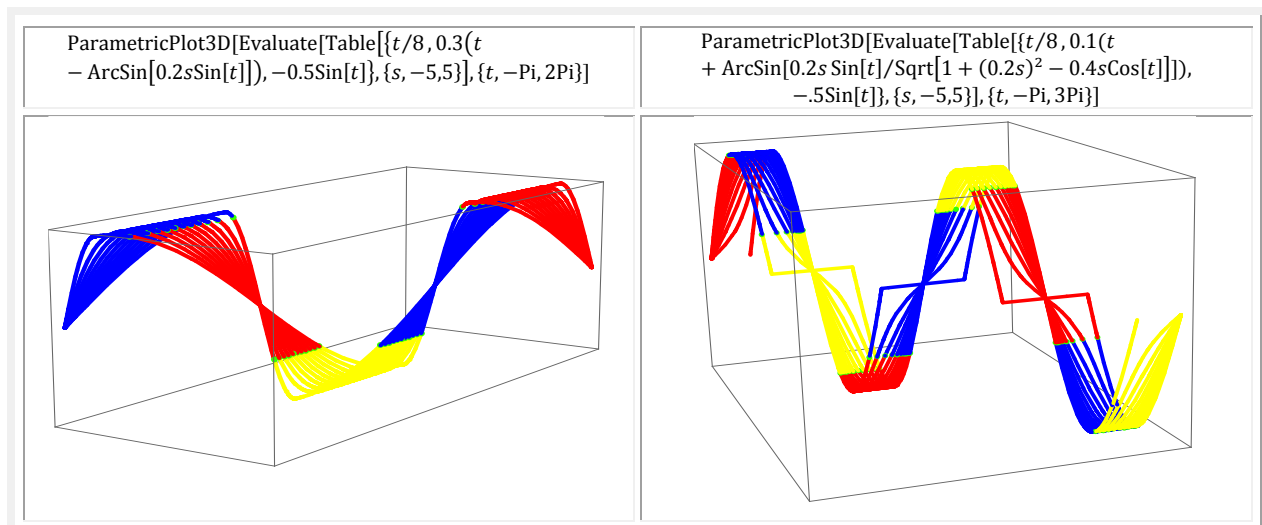 ParametricPlot3D[Evaluate[Table[{t/8 , 0.3(t
− ArcSin[0.2sSin[t]]), −0.5Sin[t]}, {s, −5,5}], {t, −Pi, 2Pi}]
ParametricPlot3D[Evaluate[Table[{t/8 , 0.1(t
+ ArcSin[0.2s Sin[t]/Sqrt[1 + (0.2s)² − 0.4sCos[t]]]),
−.5Sin[t]}, {s, −5,5}], {t, −Pi, 3Pi}]